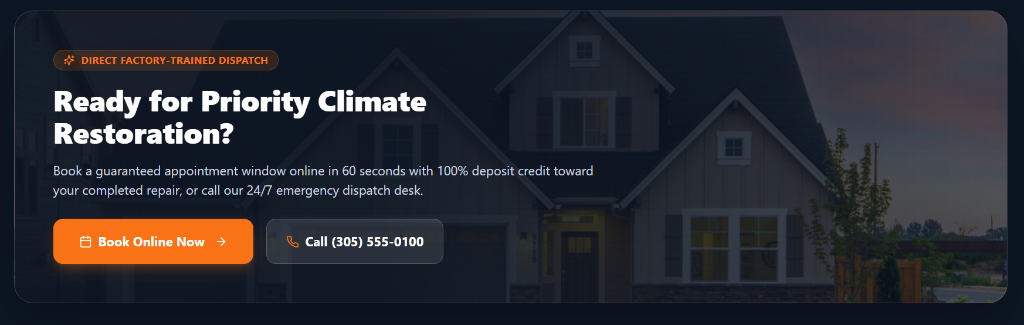 DIRECT FACTORY-TRAINED DISPATCH
Ready for Priority Climate
Restoration?
Book a guaranteed appointment window online in 60 seconds with 100% deposit credit toward
your completed repair, or call our 24/7 emergency dispatch desk.
Book Online Now →
Call (305) 555-0100